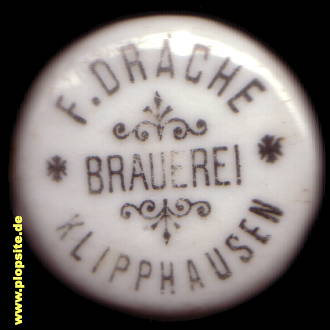 F. DRACHE
BRAUEREI
KLIPPHAUSEN
www.plopsite.de